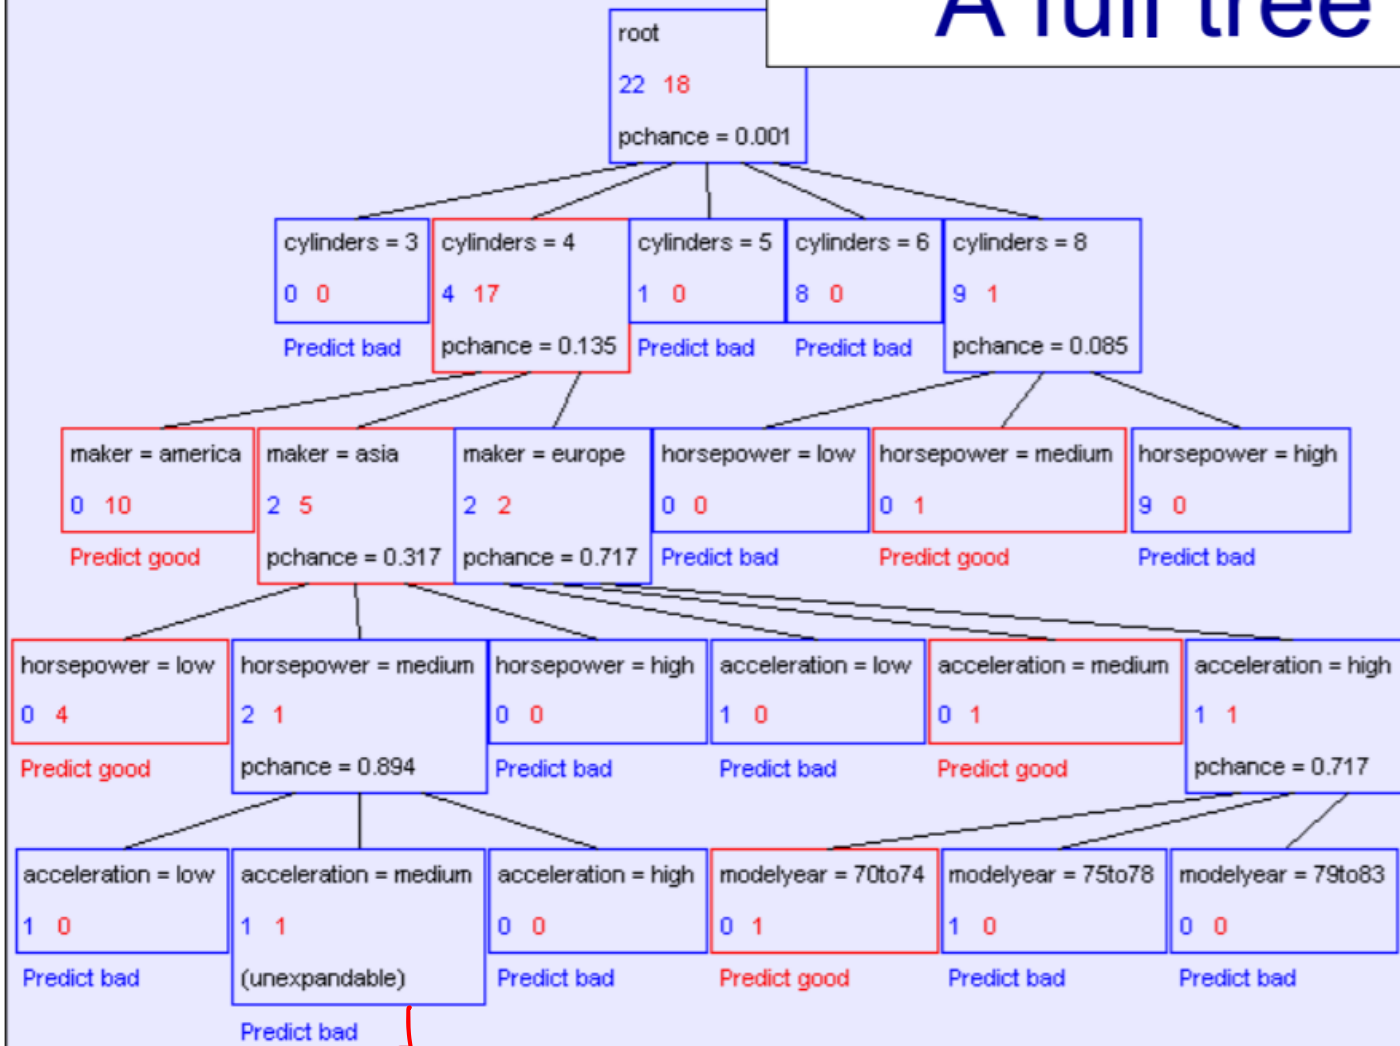 A full tree
root
22 18
pchance = 0.001
cylinders = 3 cylinders = 4 cylinders = 5 cylinders = 6 cylinders = 8
0 0 4 17 1 0 8 0 9 1
Predict bad pchance = 0.135 Predict bad Predict bad pchance = 0.085
maker = america maker = asia maker = europe horsepower = low horsepower = medium horsepower = high
0 10 2 5 2 2 0 0 0 1 9 0
Predict good pchance = 0.317 pchance = 0.717 Predict bad Predict good Predict bad
horsepower = low horsepower = medium horsepower = high acceleration = low acceleration = medium acceleration = high
0 4 2 1 0 0 1 0 0 1 1 1
Predict good pchance = 0.894 Predict bad Predict bad Predict good pchance = 0.717
acceleration = low acceleration = medium acceleration = high modelyear = 70to74 modelyear = 75to78 modelyear = 79to83
1 0 1 1 0 0 0 1 1 0 0 0
Predict bad (unexpandable) Predict bad Predict good Predict bad Predict bad
Predict bad